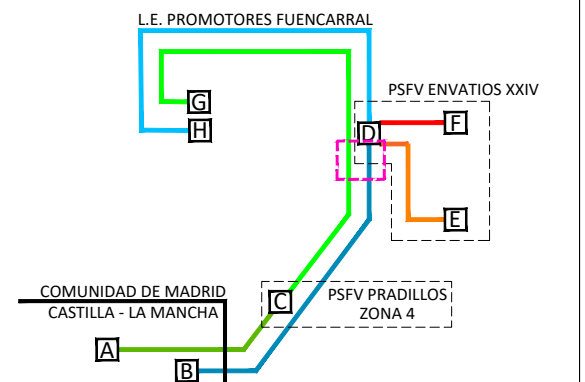 L.E. PROMOTORES FUENCARRAL
PSFV ENVATIOS XXIV
G
H
D
F
E
COMUNIDAD DE MADRID
CASTILLA - LA MANCHA
C
PSFV PRADILLOS
ZONA 4
A
B